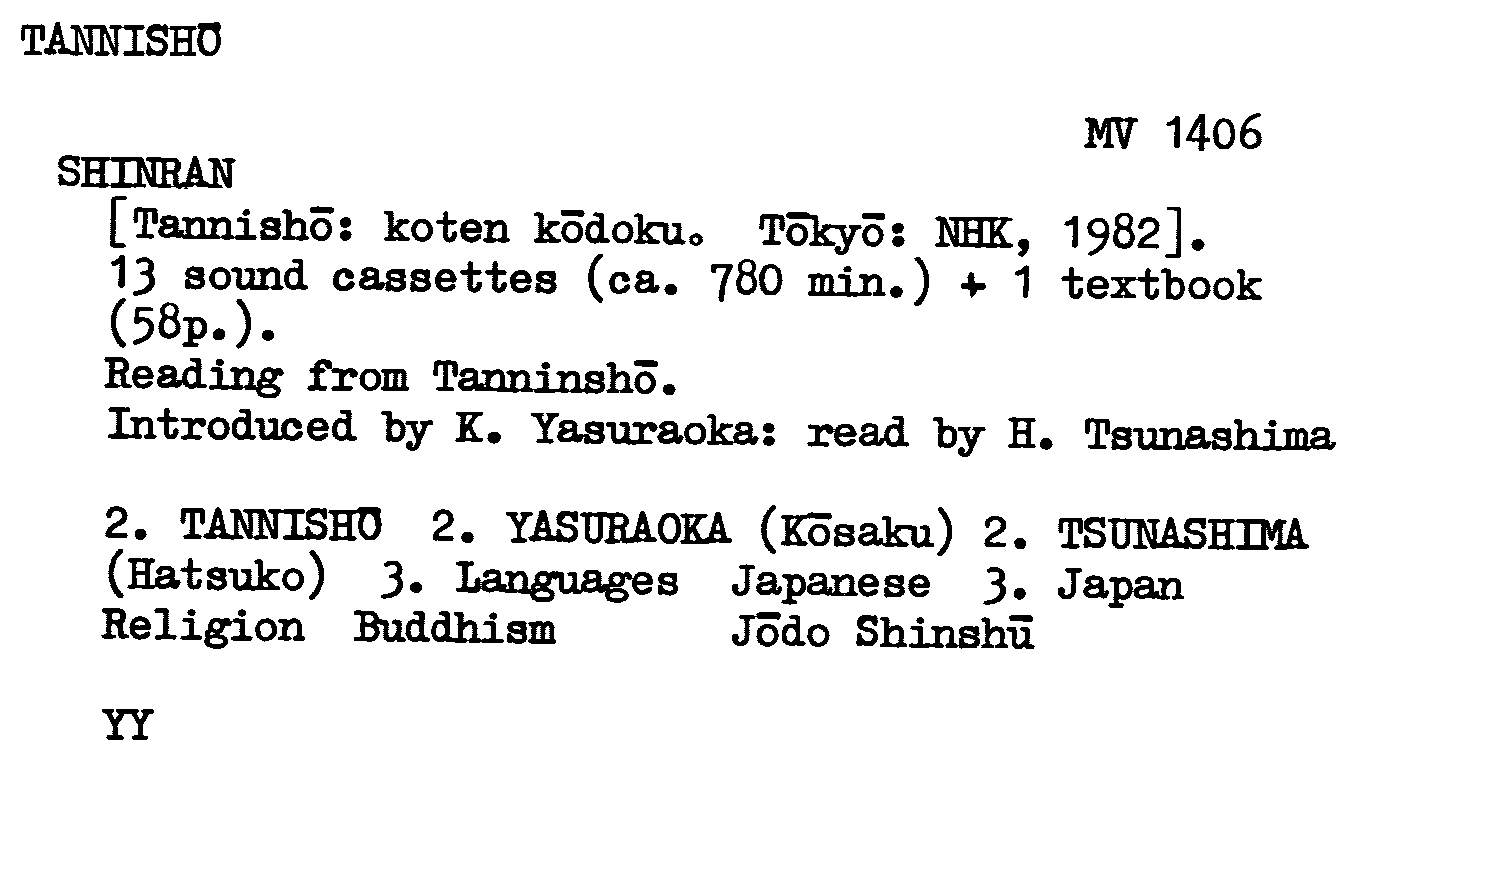 TANNISHŌ
MV 1406
SHINRAN
[Tannishō: koten kōdoku. Tōkyō: NHK, 1982].
13 sound cassettes (ca. 780 min.) + 1 textbook
(58p.).
Reading from Tanninshō.
Introduced by K. Yasuraoka: read by H. Tsunashima
2. TANNISHŌ 2. YASURAOKA (Kōsaku) 2. TSUNASHIMA
(Hatsuko) 3. Languages Japanese 3. Japan
Religion Buddhism Jōdo Shinshū
YY